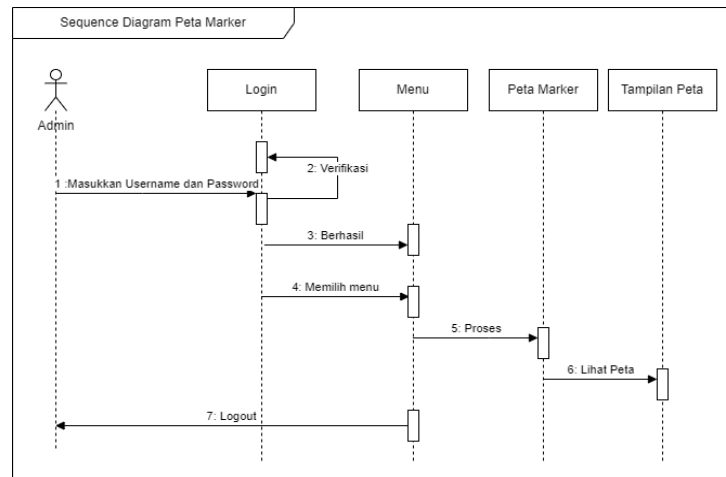 Sequence Diagram Peta Marker
Login
Menu
Peta Marker
Tampilan Peta
Admin
2: Verifikasi
1 :Masukkan Username dan Password
3: Berhasil
4: Memilih menu
5: Proses
6: Lihat Peta
7: Logout